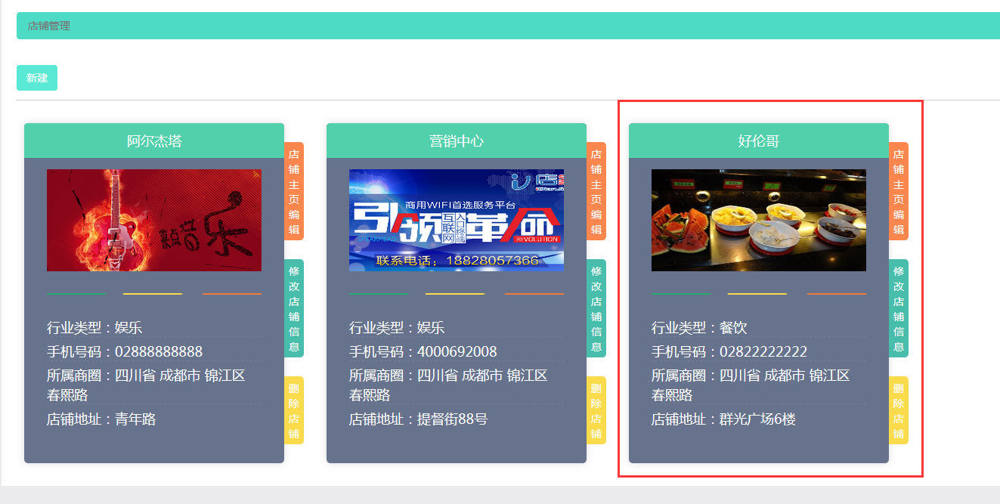 店铺管理
新建
阿尔杰塔
音乐
行业类型：娱乐
手机号码：02888888888
所属商圈：四川省 成都市 锦江区
春熙路
店铺地址：青年路
店铺主页编辑
修改店铺信息
删除店铺
营销中心
商用WIFI首选服务平台
引领互联网入口终端革命
REVOLUTION
联系电话：18828057366
行业类型：娱乐
手机号码：4000692008
所属商圈：四川省 成都市 锦江区
春熙路
店铺地址：提督街88号
店铺主页编辑
修改店铺信息
删除店铺
好伦哥
行业类型：餐饮
手机号码：02822222222
所属商圈：四川省 成都市 锦江区
春熙路
店铺地址：群光广场6楼
店铺主页编辑
修改店铺信息
删除店铺